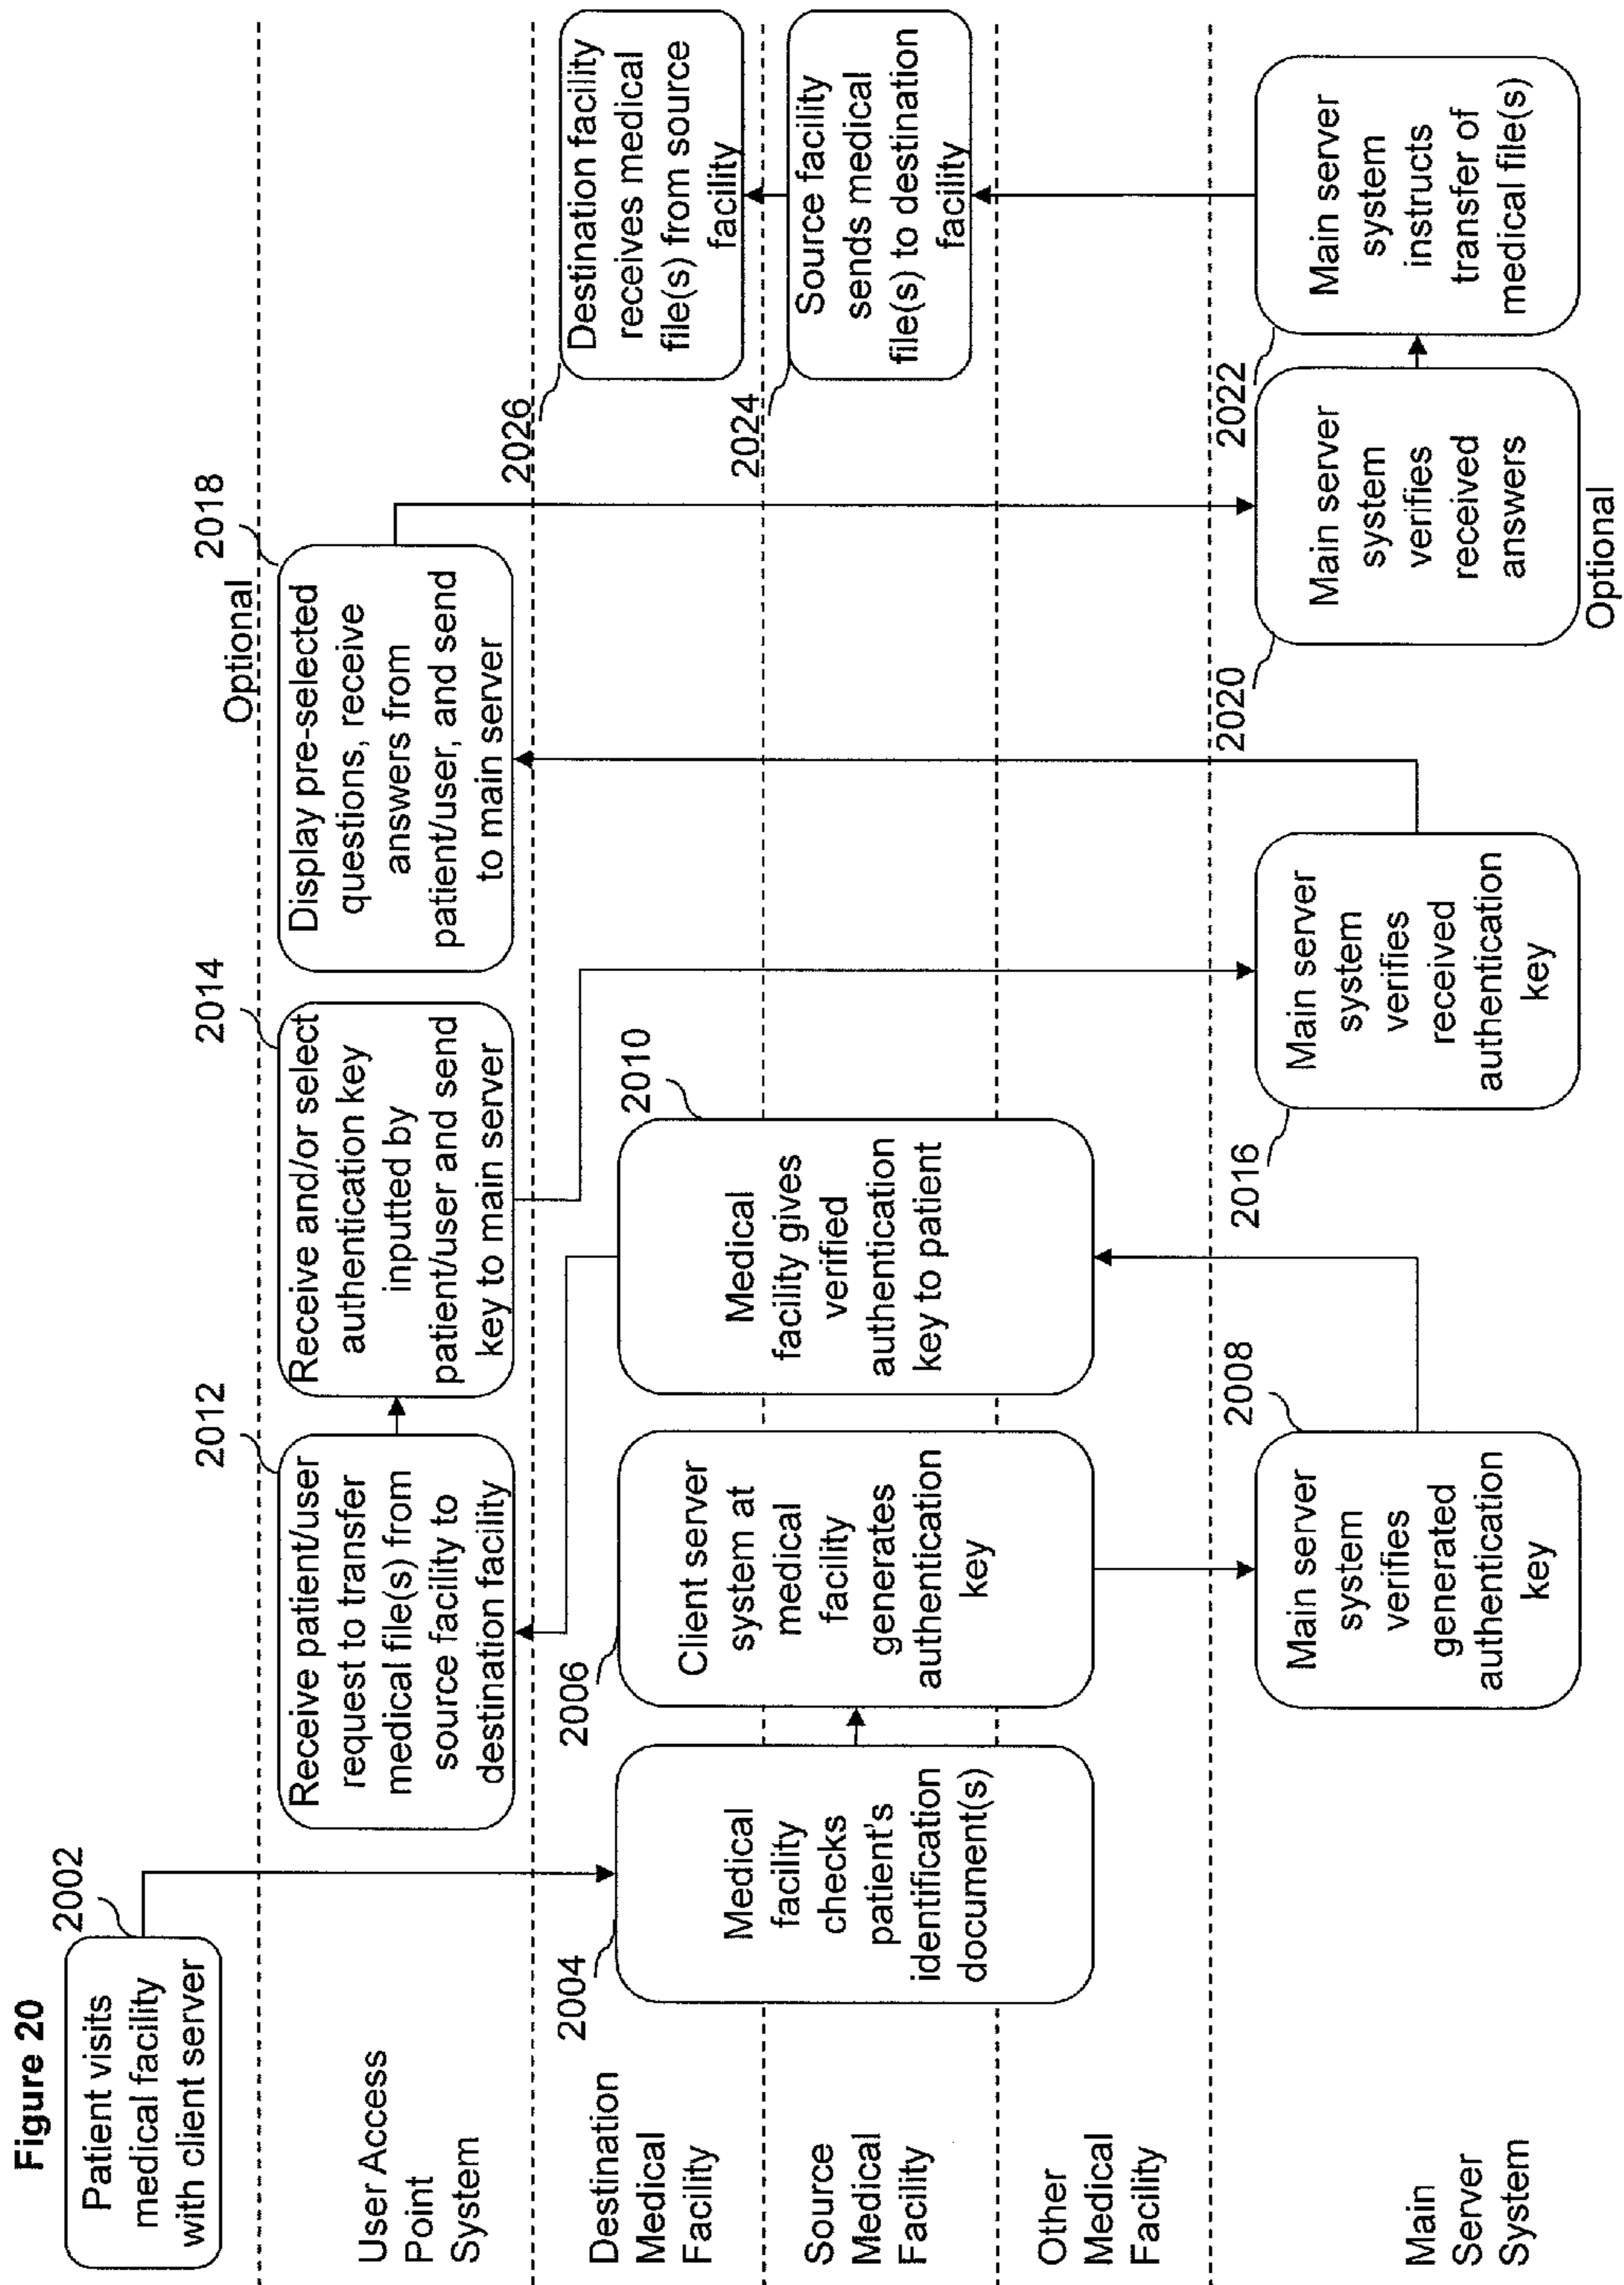 Figure 20
Patient visits
medical facility
with client server
2002
User Access
Point
System
Receive patient/user
request to transfer
medical file(s) from
source facility to
destination facility
2012
Receive and/or select
authentication key
inputted by
patient/user and send
key to main server
2014
Display pre-selected
questions, receive
answers from
patient/user, and send
to main server
Optional
2018
Destination
Medical
Facility
Source
Medical
Facility
Other
Medical
Facility
2004
Medical
facility
checks
patient's
identification
document(s)
2006
Client server
system at
medical
facility
generates
authentication
key
2010
Medical
facility gives
verified
authentication
key to patient
2026
Destination facility
receives medical
file(s) from source
facility
2024
Source facility
sends medical
file(s) to destination
facility
Main
Server
System
2008
Main server
system
verifies
generated
authentication
key
2016
Main server
system
verifies
received
authentication
key
2020
Main server
system
verifies
received
answers
Optional
2022
Main server
system
instructs
transfer of
medical file(s)